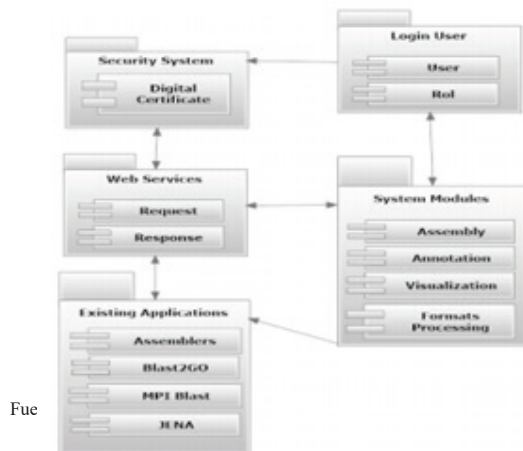 Security System
Digital
Certificate
Login User
User
Rol
Web Services
Request
Response
System Modules
Assembly
Annotation
Visualization
Formats
Processing
Existing Applications
Assemblers
Blast2GO
MPI Blast
JENA
Fue